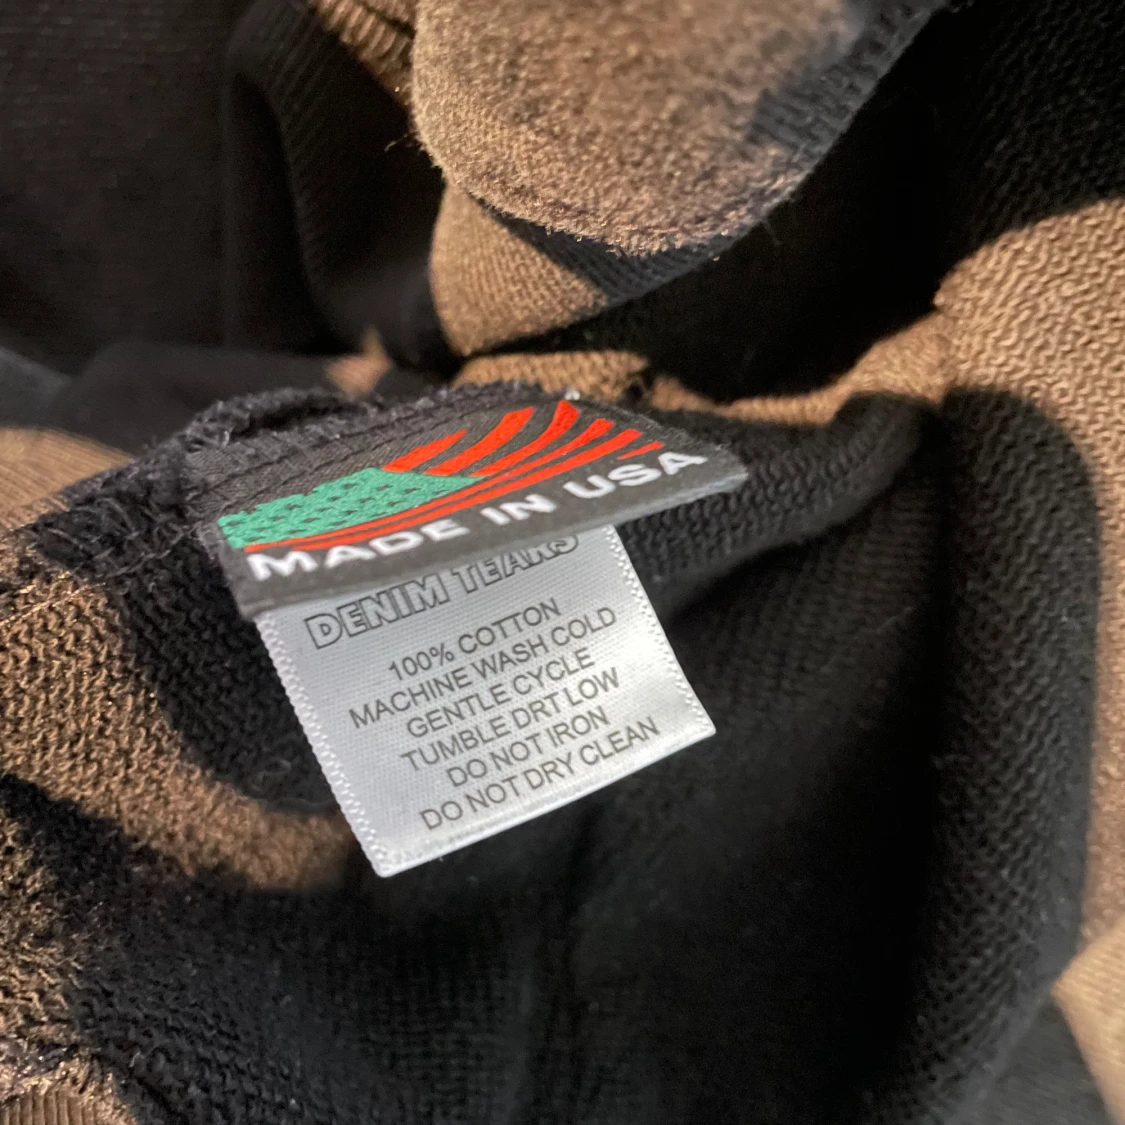 MADE IN USA
DENIM TEARS
100% COTTON
MACHINE WASH COLD
GENTLE CYCLE
TUMBLE DRT LOW
DO NOT IRON
DO NOT DRY CLEAN